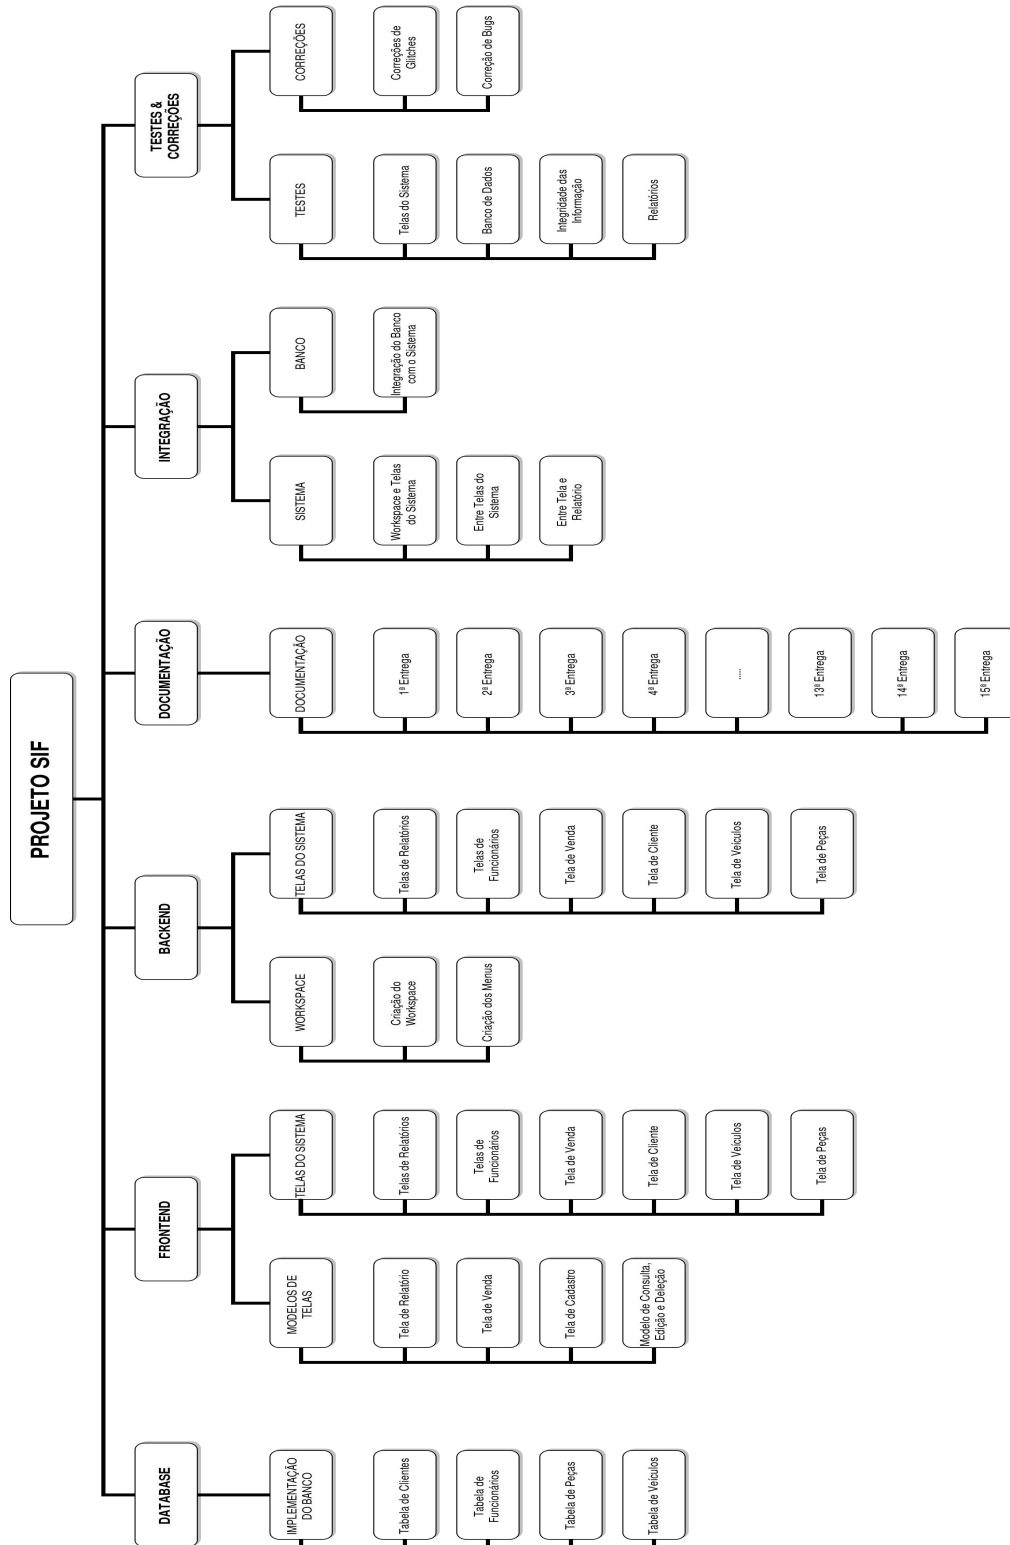 PROJETO SIF
DATABASE
IMPLEMENTAÇÃO
DO BANCO
Tabela de Clientes
Tabela de
Funcionários
Tabela de Peças
Tabela de Veículos
FRONTEND
MODELOS DE
TELAS
Tela de Relatório
Tela de Venda
Tela de Cadastro
Modelo de Consulta,
Edição e Deleção
TELAS DO SISTEMA
Telas de Relatórios
Telas de
Funcionários
Tela de Venda
Tela de Cliente
Tela de Veículos
Tela de Peças
BACKEND
WORKSPACE
Criação do
Workspace
Criação dos Menus
TELAS DO SISTEMA
Telas de Relatórios
Telas de
Funcionários
Tela de Venda
Tela de Cliente
Tela de Veículos
Tela de Peças
DOCUMENTAÇÃO
DOCUMENTAÇÃO
1ª Entrega
2ª Entrega
3ª Entrega
4ª Entrega
.....
13ª Entrega
14ª Entrega
15ª Entrega
INTEGRAÇÃO
SISTEMA
Workspace e Telas
do Sistema
Entre Telas do
Sistema
Entre Tela e
Relatório
BANCO
Integração do Banco
com o Sistema
TESTES &
CORREÇÕES
TESTES
Telas do Sistema
Banco de Dados
Integridade das
Informação
Relatórios
CORREÇÕES
Correções de
Glitches
Correção de Bugs